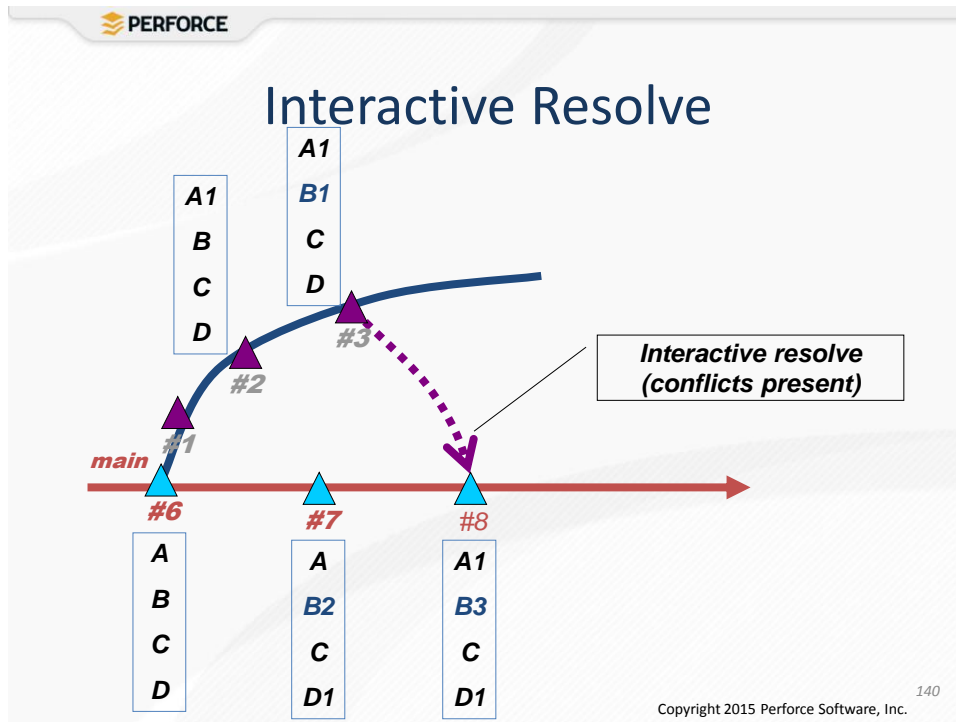 PERFORCE
Interactive Resolve
A1
B1
C
D
A1
B
C
D
#3
#2
#1
Interactive resolve
(conflicts present)
main
#6
#7
#8
A
B
C
D
A
B2
C
D1
A1
B3
C
D1
140
Copyright 2015 Perforce Software, Inc.